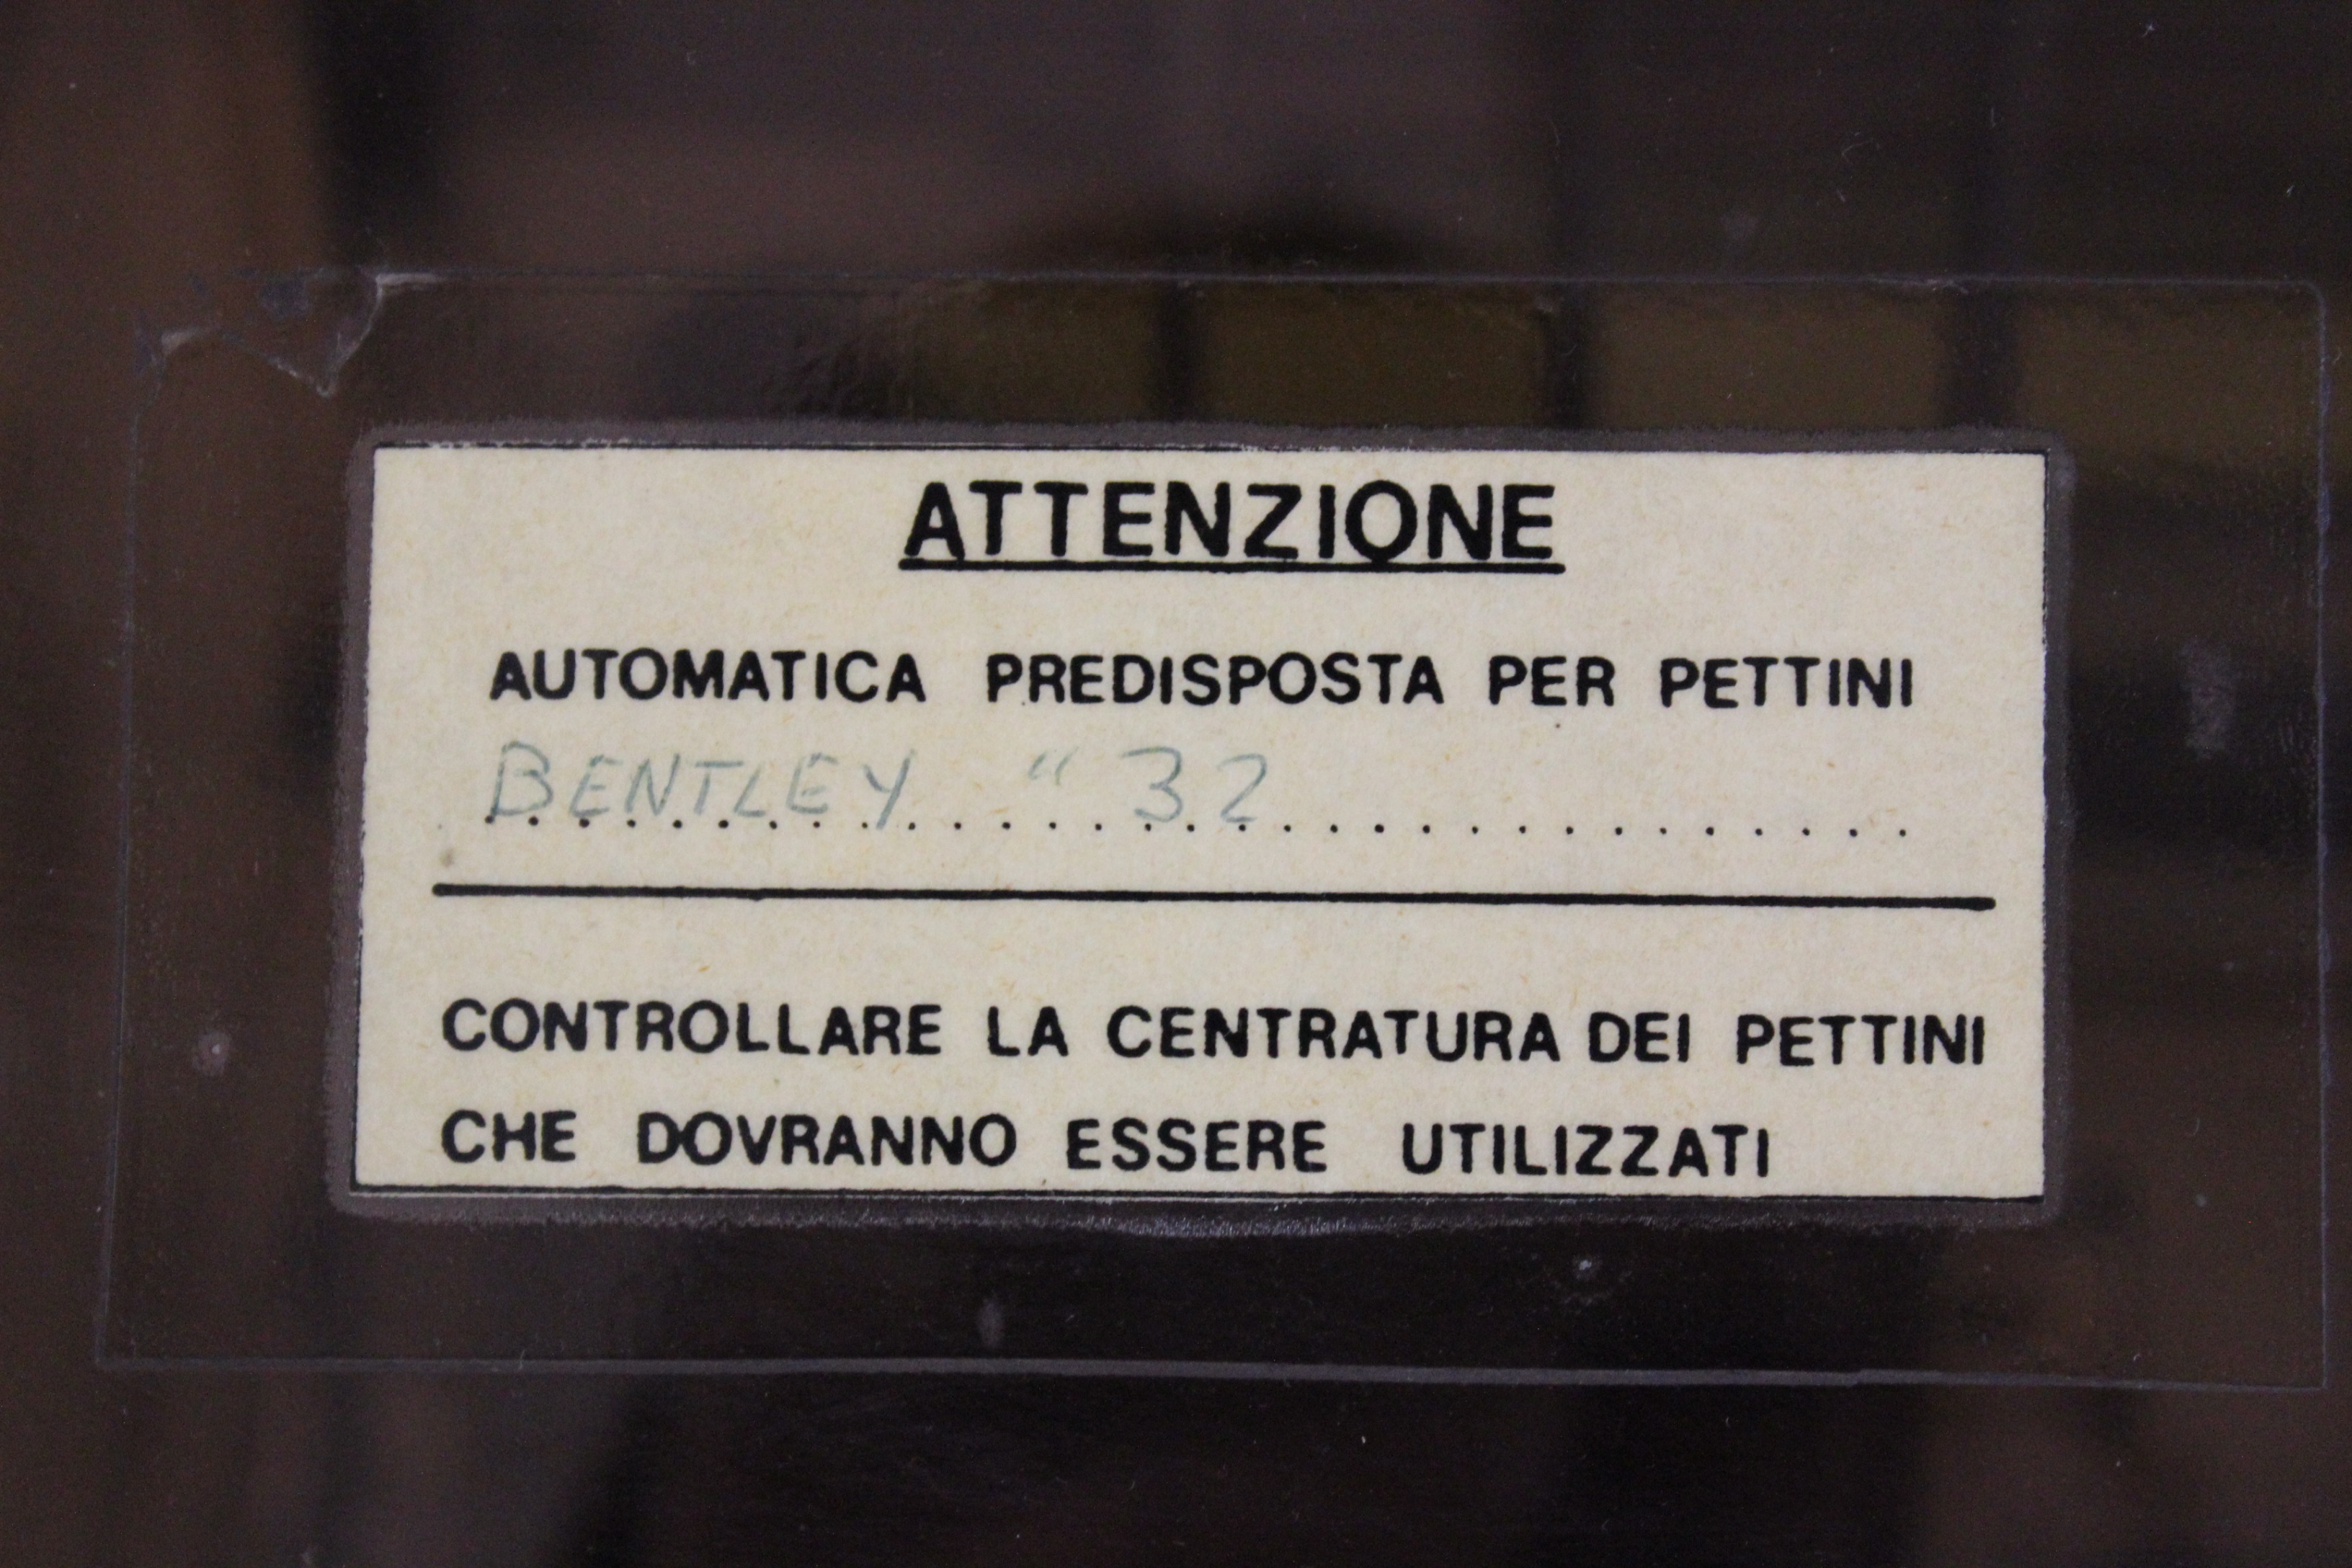 ATTENZIONE
AUTOMATICA PREDISPOSTA PER PETTINI
BENTLEY " 32
CONTROLLARE LA CENTRATURA DEI PETTINI
CHE DOVRANNO ESSERE UTILIZZATI